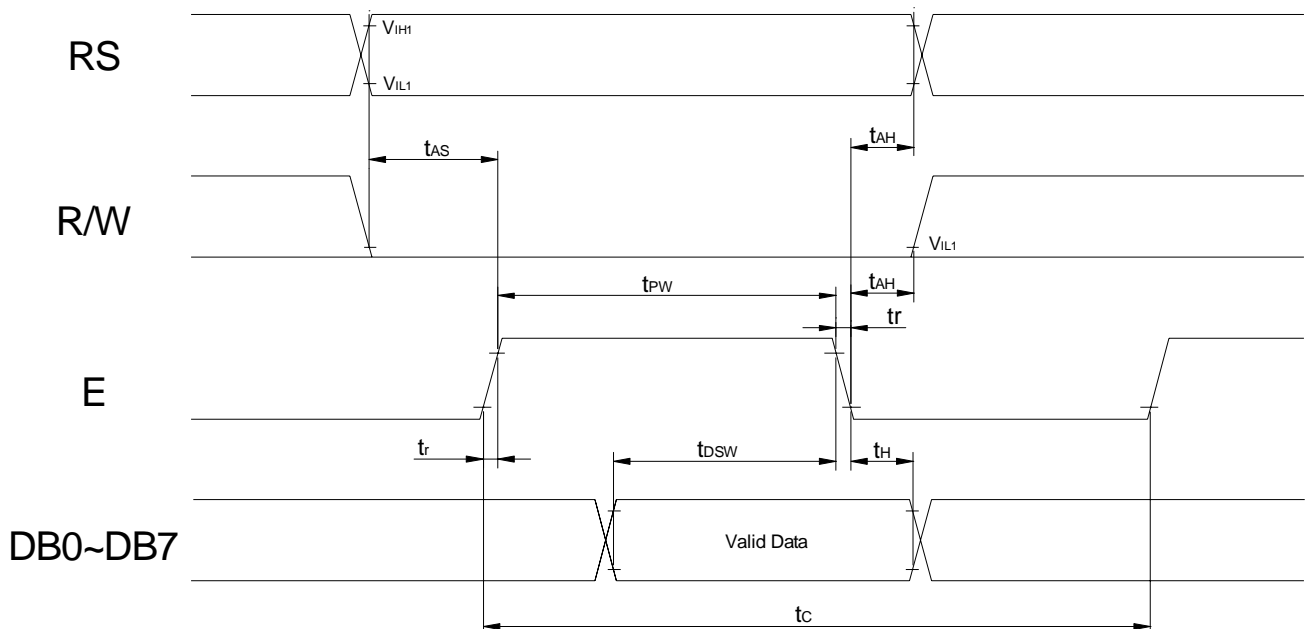 RS
VIH1
VIL1
tAS
tAH
R/W
VIL1
tPW
tAH
tr
E
tr
tDSW
tH
DB0~DB7
Valid Data
tC